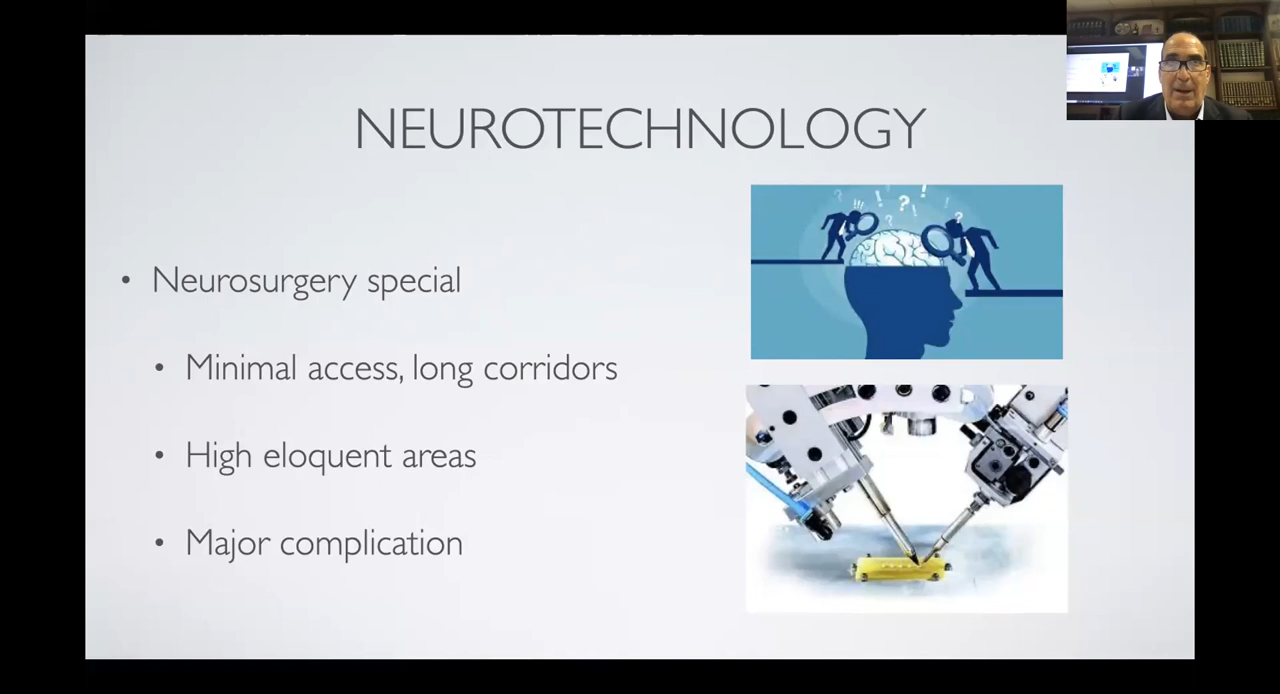 NEUROTECHNOLOGY
• Neurosurgery special
• Minimal access, long corridors
• High eloquent areas
• Major complication